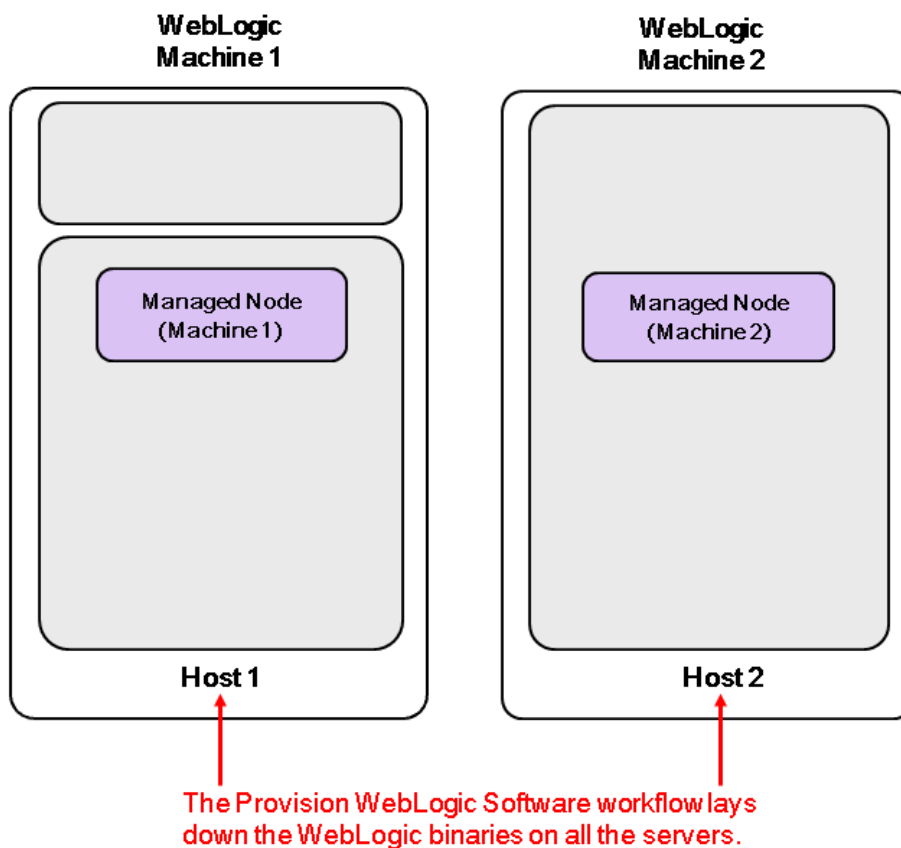 WebLogic
Machine 1
WebLogic
Machine 2
Managed Node
(Machine 1)
Managed Node
(Machine 2)
Host 1
Host 2
The Provision WebLogic Software workflow lays
down the WebLogic binaries on all the servers.